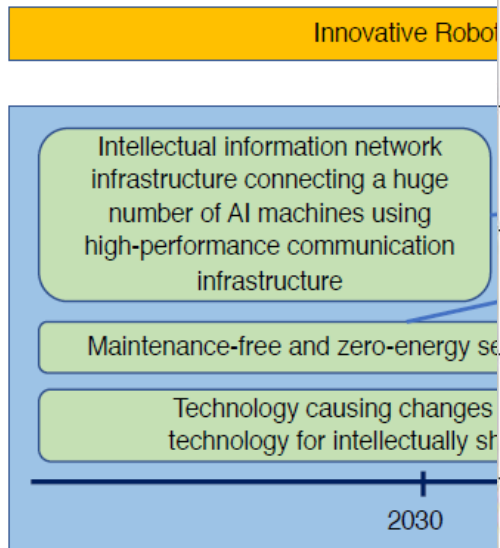 Innovative Robot
Intellectual information network
infrastructure connecting a huge
number of AI machines using
high-performance communication
infrastructure
Maintenance-free and zero-energy se
Technology causing changes
technology for intellectually sh
2030